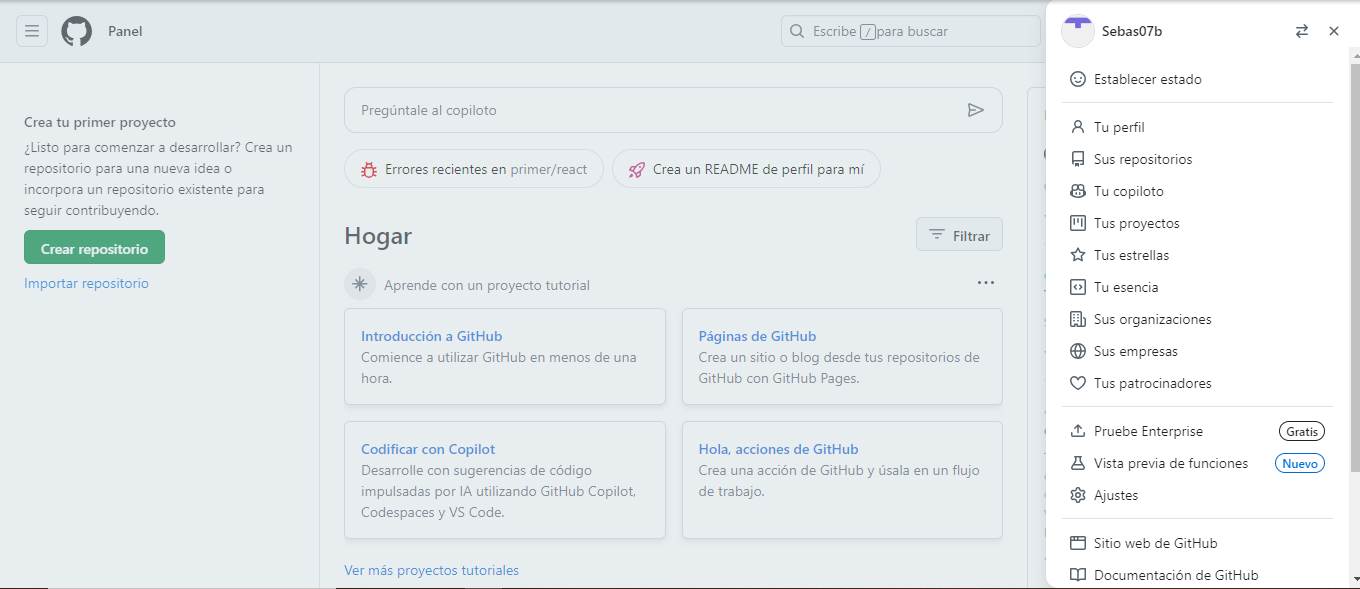 Panel
Escribe / para buscar
Sebas07b
Establecer estado
Tu perfil
Sus repositorios
Tu copiloto
Tus proyectos
Tus estrellas
Tu esencia
Sus organizaciones
Sus empresas
Tus patrocinadores
Pruebe Enterprise Gratis
Vista previa de funciones Nuevo
Ajustes
Sitio web de GitHub
Documentación de GitHub
Crea tu primer proyecto
¿Listo para comenzar a desarrollar? Crea un
repositorio para una nueva idea o
incorpora un repositorio existente para
seguir contribuyendo.
Crear repositorio
Importar repositorio
Pregúntale al copiloto
Errores recientes en primer/react
Crea un README de perfil para mí
Hogar
Filtrar
Aprende con un proyecto tutorial
Introducción a GitHub
Comience a utilizar GitHub en menos de una
hora.
Páginas de GitHub
Crea un sitio o blog desde tus repositorios de
GitHub con GitHub Pages.
Codificar con Copilot
Desarrolle con sugerencias de código
impulsadas por IA utilizando GitHub Copilot,
Codespaces y VS Code.
Hola, acciones de GitHub
Crea una acción de GitHub y úsala en un flujo
de trabajo.
Ver más proyectos tutoriales